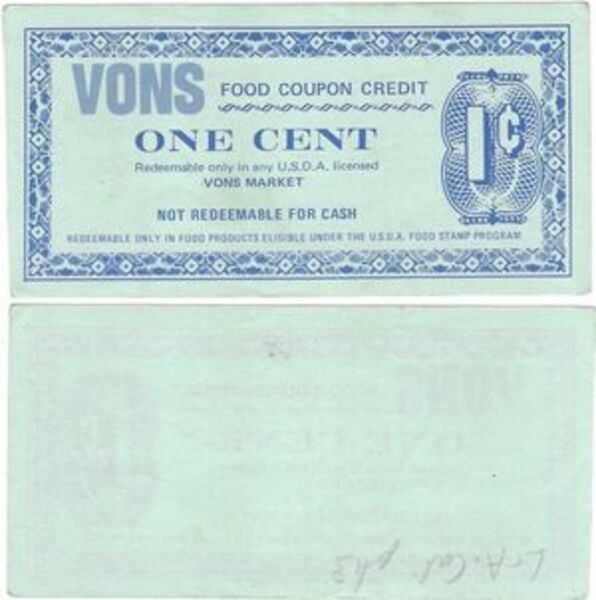 VONS FOOD COUPON CREDIT
ONE CENT
1¢
Redeemable only in any U.S.D.A. licensed
VONS MARKET
NOT REDEEMABLE FOR CASH
REDEEMABLE ONLY IN FOOD PRODUCTS ELIGIBLE UNDER THE U.S.D.A. FOOD STAMP PROGRAM